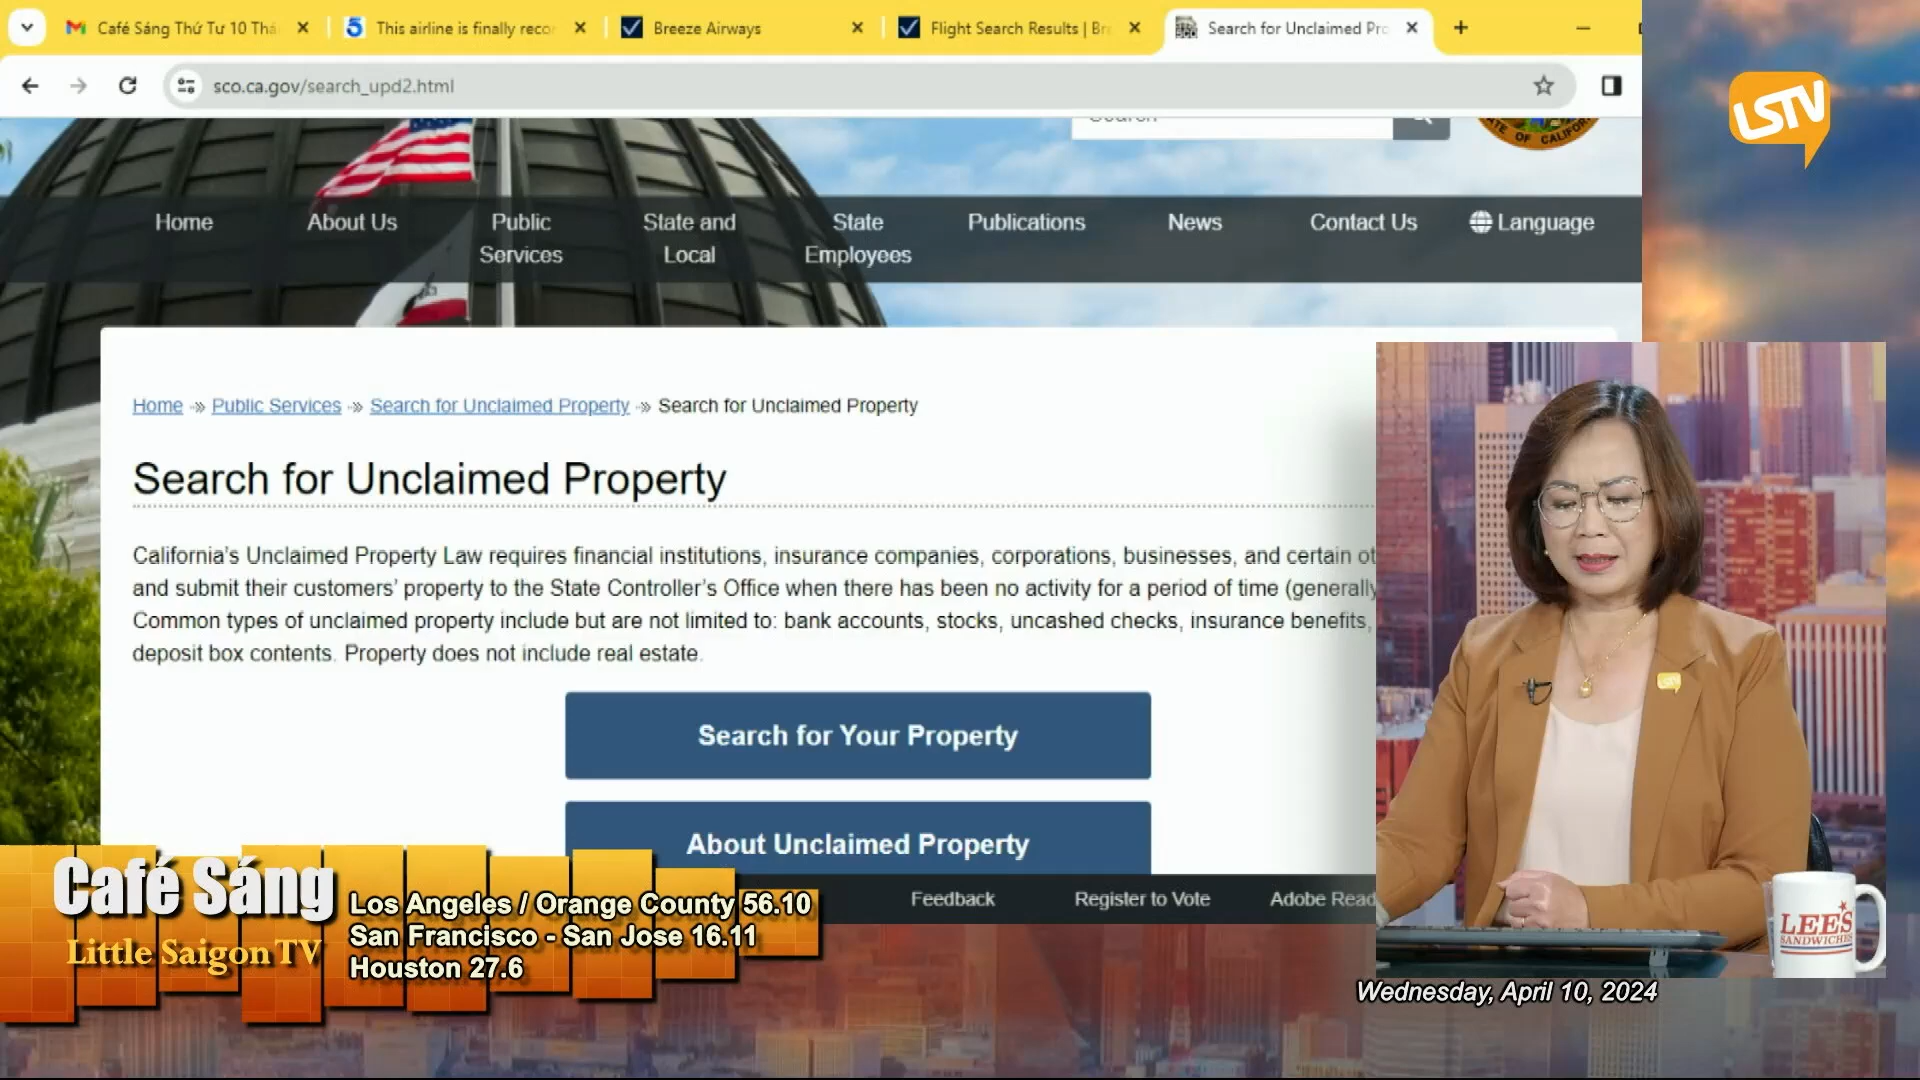 Café Sáng Thứ Tư 10 Thá
This airline is finally recor
Breeze Airways
Flight Search Results | Bre
Search for Unclaimed Pro
sco.ca.gov/search_upd2.html
STATE OF CALIFOR
LSTV
Home
About Us
Public Services
State and Local
State Employees
Publications
News
Contact Us
Language
Home » Public Services » Search for Unclaimed Property » Search for Unclaimed Property
Search for Unclaimed Property
California's Unclaimed Property Law requires financial institutions, insurance companies, corporations, businesses, and certain ot
and submit their customers' property to the State Controller's Office when there has been no activity for a period of time (generally
Common types of unclaimed property include but are not limited to: bank accounts, stocks, uncashed checks, insurance benefits,
deposit box contents. Property does not include real estate.
Search for Your Property
About Unclaimed Property
Feedback
Register to Vote
Adobe Read
Café Sáng
Little Saigon TV
Los Angeles / Orange County 56.10
San Francisco - San Jose 16.11
Houston 27.6
LEE'S
SANDWICHES
Wednesday, April 10, 2024